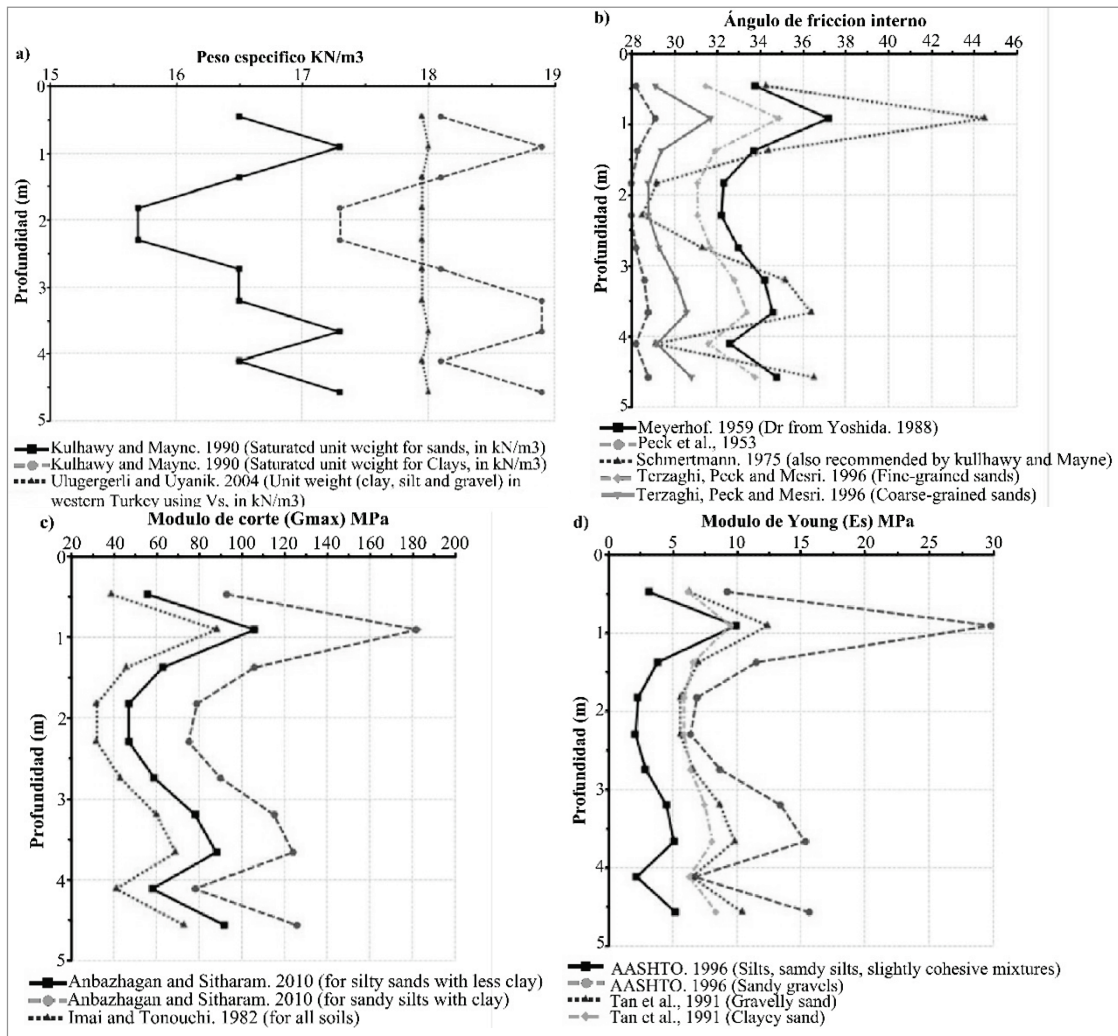 a)
Peso especifico KN/m3
15 16 17 18 19
0
1
2
3
4
5
Profundidad (m)
Kulhawy and Mayne. 1990 (Saturated unit weight for sands, in kN/m3)
Kulhawy and Mayne. 1990 (Saturated unit weight for Clays, in kN/m3)
Ulugergerli and Uyanik. 2004 (Unit weight (clay, silt and gravel) in
western Turkey using Vs, in kN/m3)
b)
Ángulo de friccion interno
28 30 32 34 36 38 40 42 44 46
0
1
2
3
4
5
Profundidad (m)
Meyerhof. 1959 (Dr from Yoshida. 1988)
Peck et al., 1953
Schmertmann. 1975 (also recommended by kullhawy and Mayne)
Terzaghi, Peck and Mesri. 1996 (Fine-grained sands)
Terzaghi, Peck and Mesri. 1996 (Coarse-grained sands)
c)
Modulo de corte (Gmax) MPa
20 40 60 80 100 120 140 160 180 200
0
1
2
3
4
5
Profundidad (m)
Anbazhagan and Sitharam. 2010 (for silty sands with less clay)
Anbazhagan and Sitharam. 2010 (for sandy silts with clay)
Imai and Tonouchi. 1982 (for all soils)
d)
Modulo de Young (Es) MPa
0 5 10 15 20 25 30
0
1
2
3
4
5
Profundidad (m)
AASHTO. 1996 (Silts, samdy silts, slightly cohesive mixtures)
AASHTO. 1996 (Sandy gravels)
Tan et al., 1991 (Gravelly sand)
Tan et al., 1991 (Clayey sand)